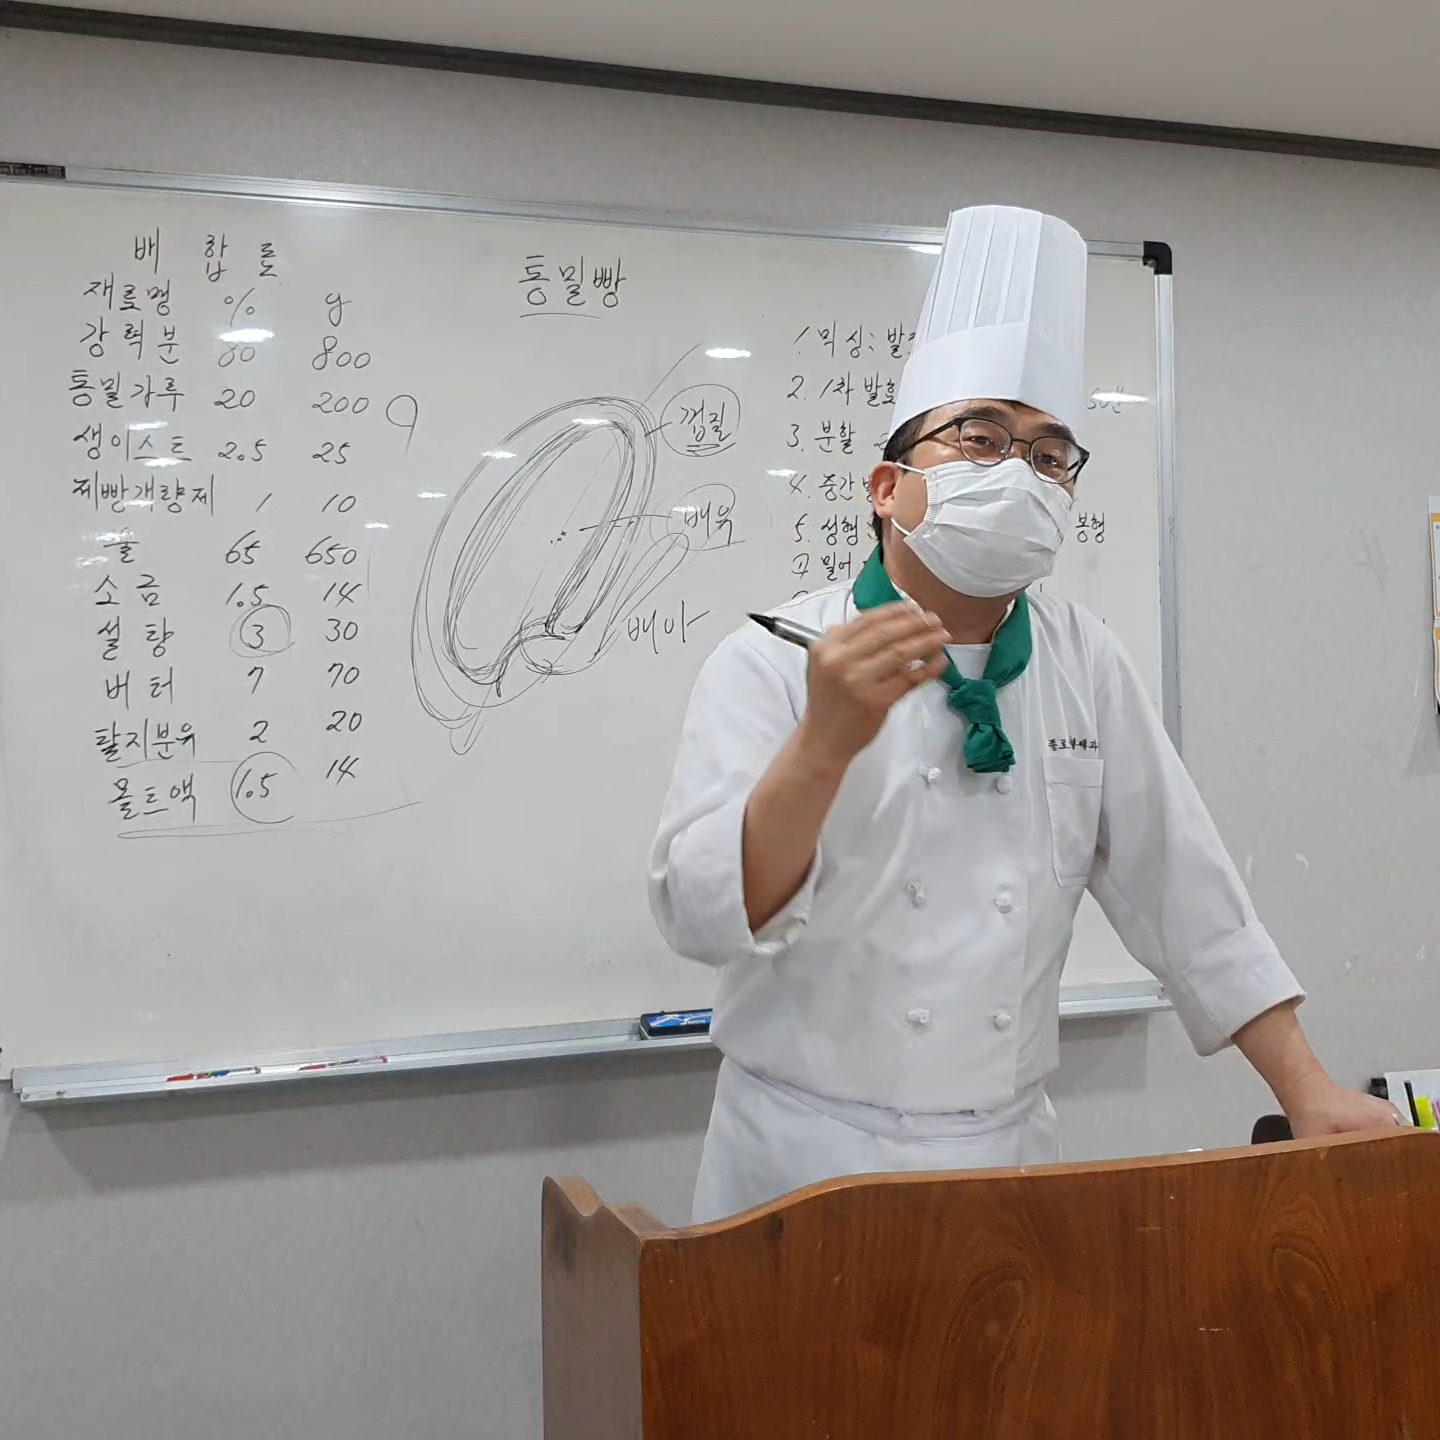 배합표
재료명 % g
강력분 80 800
통밀가루 20 200
생이스트 2.5 25
제빵개량제 1 10
물 65 650
소금 1.5 14
설탕 3 30
버터 7 70
탈지분유 2 20
몰트액 1.5 14
통밀빵
껍질
배유
배아
1. 믹싱:
2. 1차 발효
3. 분할
4. 중간
5. 성형 봉형
① 밀어